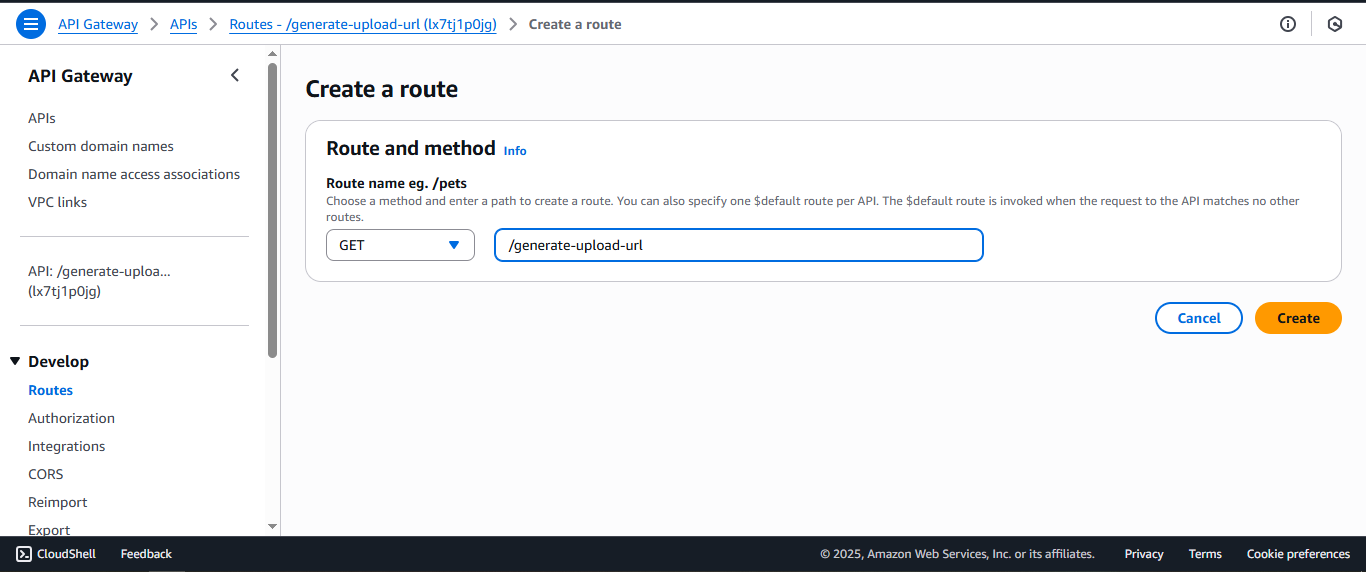 API Gateway > APIs > Routes - /generate-upload-url (lx7tj1p0jg) > Create a route
API Gateway
APIs
Custom domain names
Domain name access associations
VPC links
API: /generate-uploa...
(lx7tj1p0jg)
Develop
Routes
Authorization
Integrations
CORS
Reimport
Export
Create a route
Route and method Info
Route name eg. /pets
Choose a method and enter a path to create a route. You can also specify one $default route per API. The $default route is invoked when the request to the API matches no other
routes.
GET /generate-upload-url
Cancel Create
CloudShell Feedback © 2025, Amazon Web Services, Inc. or its affiliates. Privacy Terms Cookie preferences